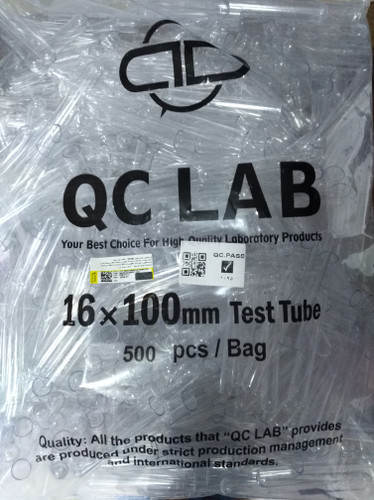 QC LAB
Your Best Choice For High Quality Laboratory Products
QC.PASS
16×100mm Test Tube
500 pcs / Bag
Quality: All the products that “QC LAB” provides
are produced under strict production management
and international standards.